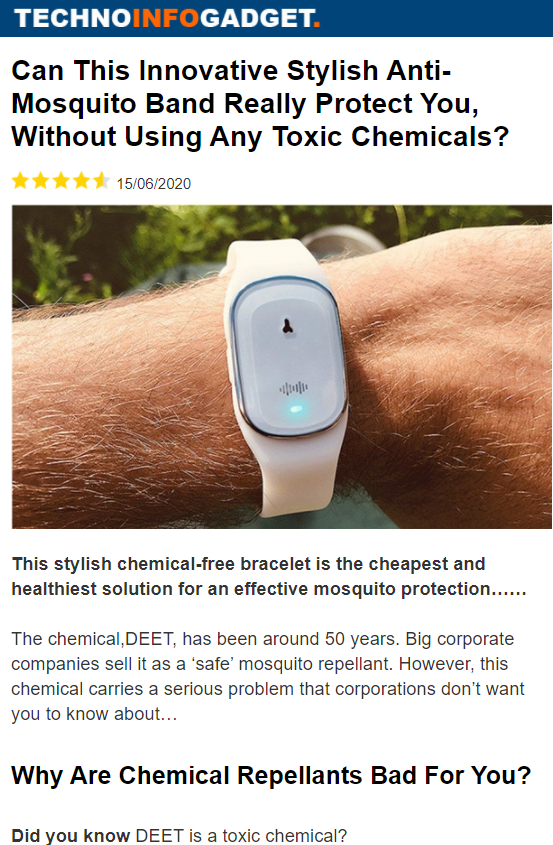 TECHNOINFOGADGET.
Can This Innovative Stylish Anti-
Mosquito Band Really Protect You,
Without Using Any Toxic Chemicals?
15/06/2020
This stylish chemical-free bracelet is the cheapest and
healthiest solution for an effective mosquito protection……
The chemical,DEET, has been around 50 years. Big corporate
companies sell it as a ‘safe’ mosquito repellant. However, this
chemical carries a serious problem that corporations don’t want
you to know about…
Why Are Chemical Repellants Bad For You?
Did you know DEET is a toxic chemical?